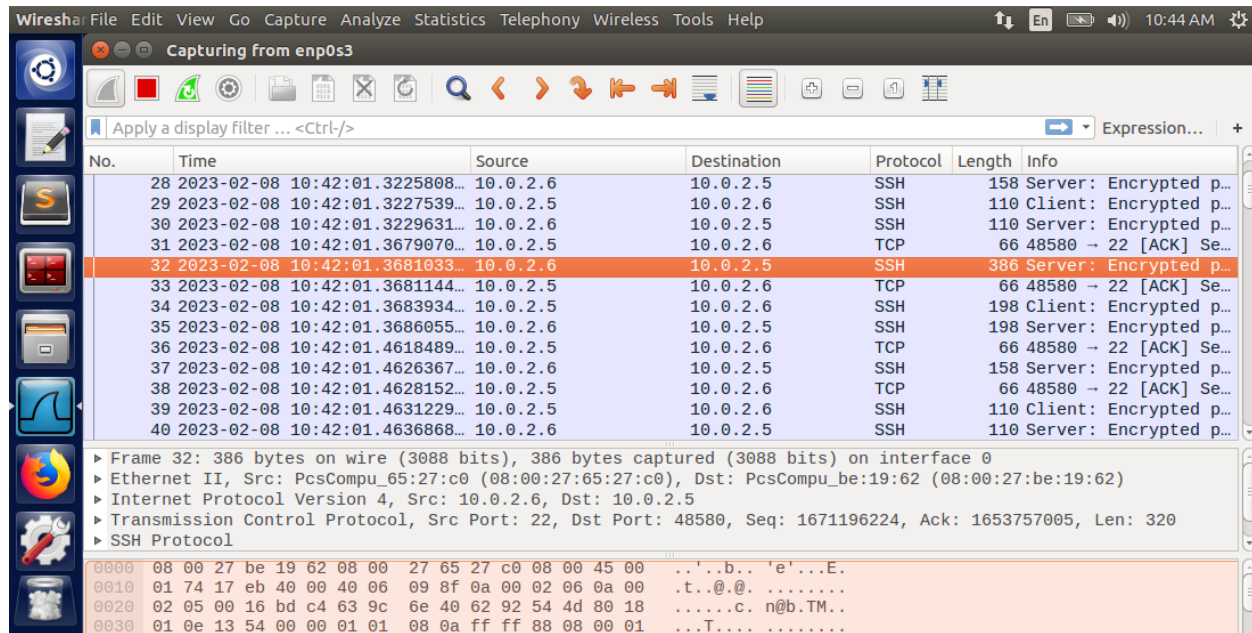 Wireshar File Edit View Go Capture Analyze Statistics Telephony Wireless Tools Help En 10:44 AM
Capturing from enp0s3
Apply a display filter … <Ctrl-/> Expression… +
No. Time Source Destination Protocol Length Info
28 2023-02-08 10:42:01.3225808… 10.0.2.6 10.0.2.5 SSH 158 Server: Encrypted p…
29 2023-02-08 10:42:01.3227539… 10.0.2.5 10.0.2.6 SSH 110 Client: Encrypted p…
30 2023-02-08 10:42:01.3229631… 10.0.2.6 10.0.2.5 SSH 110 Server: Encrypted p…
31 2023-02-08 10:42:01.3679070… 10.0.2.5 10.0.2.6 TCP 66 48580 → 22 [ACK] Se…
32 2023-02-08 10:42:01.3681033… 10.0.2.6 10.0.2.5 SSH 386 Server: Encrypted p…
33 2023-02-08 10:42:01.3681144… 10.0.2.5 10.0.2.6 TCP 66 48580 → 22 [ACK] Se…
34 2023-02-08 10:42:01.3683934… 10.0.2.5 10.0.2.6 SSH 198 Client: Encrypted p…
35 2023-02-08 10:42:01.3686055… 10.0.2.6 10.0.2.5 SSH 198 Server: Encrypted p…
36 2023-02-08 10:42:01.4618489… 10.0.2.5 10.0.2.6 TCP 66 48580 → 22 [ACK] Se…
37 2023-02-08 10:42:01.4626367… 10.0.2.6 10.0.2.5 SSH 158 Server: Encrypted p…
38 2023-02-08 10:42:01.4628152… 10.0.2.5 10.0.2.6 TCP 66 48580 → 22 [ACK] Se…
39 2023-02-08 10:42:01.4631229… 10.0.2.5 10.0.2.6 SSH 110 Client: Encrypted p…
40 2023-02-08 10:42:01.4636868… 10.0.2.6 10.0.2.5 SSH 110 Server: Encrypted p…
Frame 32: 386 bytes on wire (3088 bits), 386 bytes captured (3088 bits) on interface 0
Ethernet II, Src: PcsCompu_65:27:c0 (08:00:27:65:27:c0), Dst: PcsCompu_be:19:62 (08:00:27:be:19:62)
Internet Protocol Version 4, Src: 10.0.2.6, Dst: 10.0.2.5
Transmission Control Protocol, Src Port: 22, Dst Port: 48580, Seq: 1671196224, Ack: 1653757005, Len: 320
SSH Protocol
0000 08 00 27 be 19 62 08 00 27 65 27 c0 08 00 45 00 ..'..b.. 'e'...E.
0010 01 74 17 eb 40 00 40 06 09 8f 0a 00 02 06 0a 00 .t..@.@. ........
0020 02 05 00 16 bd c4 63 9c 6e 40 62 92 54 4d 80 18 ......c. n@b.TM..
0030 01 0e 13 54 00 00 01 01 08 0a ff ff 88 08 00 01 ...T.... ........